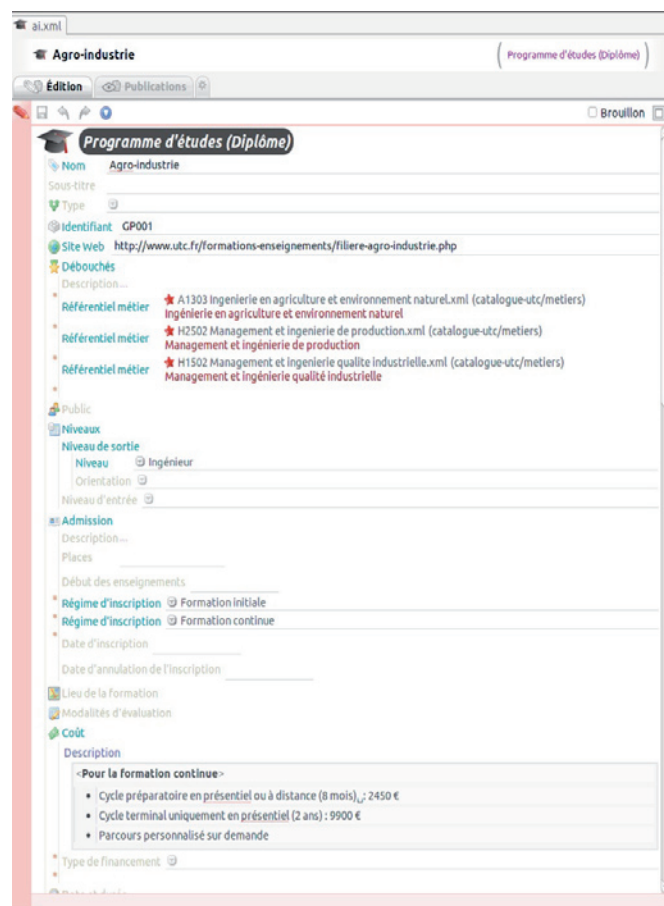 ai.xml
Agro-industrie
Programme d'études (Diplôme)
Édition
Publications
Brouillon
Programme d'études (Diplôme)
Nom Agro-industrie
Sous-titre
Type
Identifiant GP001
Site Web http://www.utc.fr/formations-enseignements/filiere-agro-industrie.php
Débouchés
Description...
Référentiel métier A1303 Ingenierie en agriculture et environnement naturel.xml (catalogue-utc/metiers)
Ingénierie en agriculture et environnement naturel
Référentiel métier H2502 Management et ingenierie de production.xml (catalogue-utc/metiers)
Management et ingénierie de production
Référentiel métier H1502 Management et ingenierie qualite industrielle.xml (catalogue-utc/metiers)
Management et ingénierie qualité industrielle
Public
Niveaux
Niveau de sortie
Niveau Ingénieur
Orientation
Niveau d'entrée
Admission
Description...
Places
Début des enseignements
Régime d'inscription Formation initiale
Régime d'inscription Formation continue
Date d'inscription
Date d'annulation de l'inscription
Lieu de la formation
Modalités d'évaluation
Coût
Description
<Pour la formation continue>
• Cycle préparatoire en présentiel ou à distance (8 mois) : 2450 €
• Cycle terminal uniquement en présentiel (2 ans) : 9900 €
• Parcours personnalisé sur demande
Type de financement